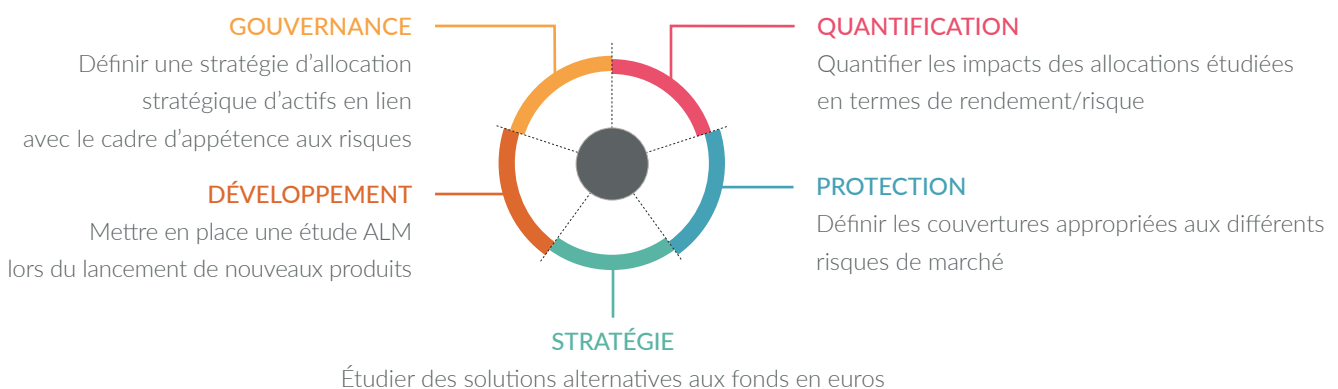 GOUVERNANCE
Définir une stratégie d'allocation
stratégique d'actifs en lien
avec le cadre d'appétence aux risques
QUANTIFICATION
Quantifier les impacts des allocations étudiées
en termes de rendement/risque
DÉVELOPPEMENT
Mettre en place une étude ALM
lors du lancement de nouveaux produits
PROTECTION
Définir les couvertures appropriées aux différents
risques de marché
STRATÉGIE
Étudier des solutions alternatives aux fonds en euros